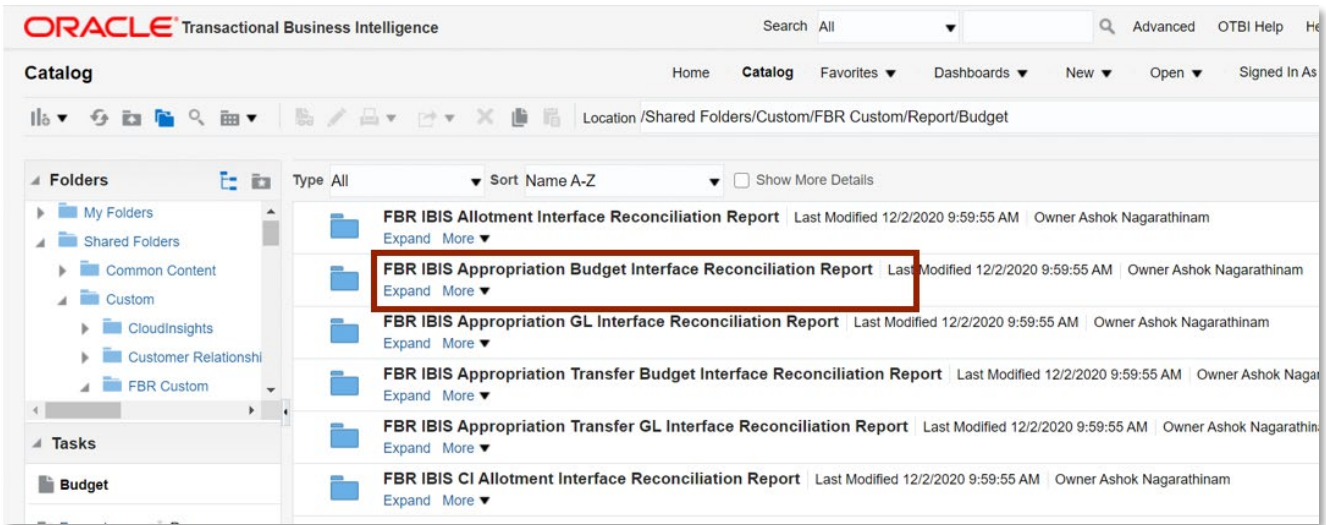 ORACLE Transactional Business Intelligence Search All Advanced OTBI Help He
Catalog Home Catalog Favorites Dashboards New Open Signed In As
Location /Shared Folders/Custom/FBR Custom/Report/Budget
Folders
My Folders
Shared Folders
Common Content
Custom
CloudInsights
Customer Relationshi
FBR Custom
Tasks
Budget
Type All Sort Name A-Z Show More Details
FBR IBIS Allotment Interface Reconciliation Report Last Modified 12/2/2020 9:59:55 AM Owner Ashok Nagarathinam
Expand More
FBR IBIS Appropriation Budget Interface Reconciliation Report Last Modified 12/2/2020 9:59:55 AM Owner Ashok Nagarathinam
Expand More
FBR IBIS Appropriation GL Interface Reconciliation Report Last Modified 12/2/2020 9:59:55 AM Owner Ashok Nagarathinam
Expand More
FBR IBIS Appropriation Transfer Budget Interface Reconciliation Report Last Modified 12/2/2020 9:59:55 AM Owner Ashok Nagar
Expand More
FBR IBIS Appropriation Transfer GL Interface Reconciliation Report Last Modified 12/2/2020 9:59:55 AM Owner Ashok Nagarathin
Expand More
FBR IBIS CI Allotment Interface Reconciliation Report Last Modified 12/2/2020 9:59:55 AM Owner Ashok Nagarathinam
Expand More